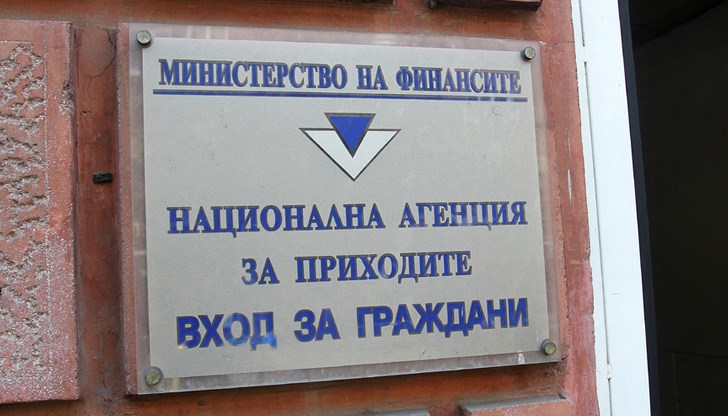 МИНИСТЕРСТВО НА ФИНАНСИТЕ
НАЦИОНАЛНА АГЕНЦИЯ
ЗА ПРИХОДИТЕ
ВХОД ЗА ГРАЖДАНИ